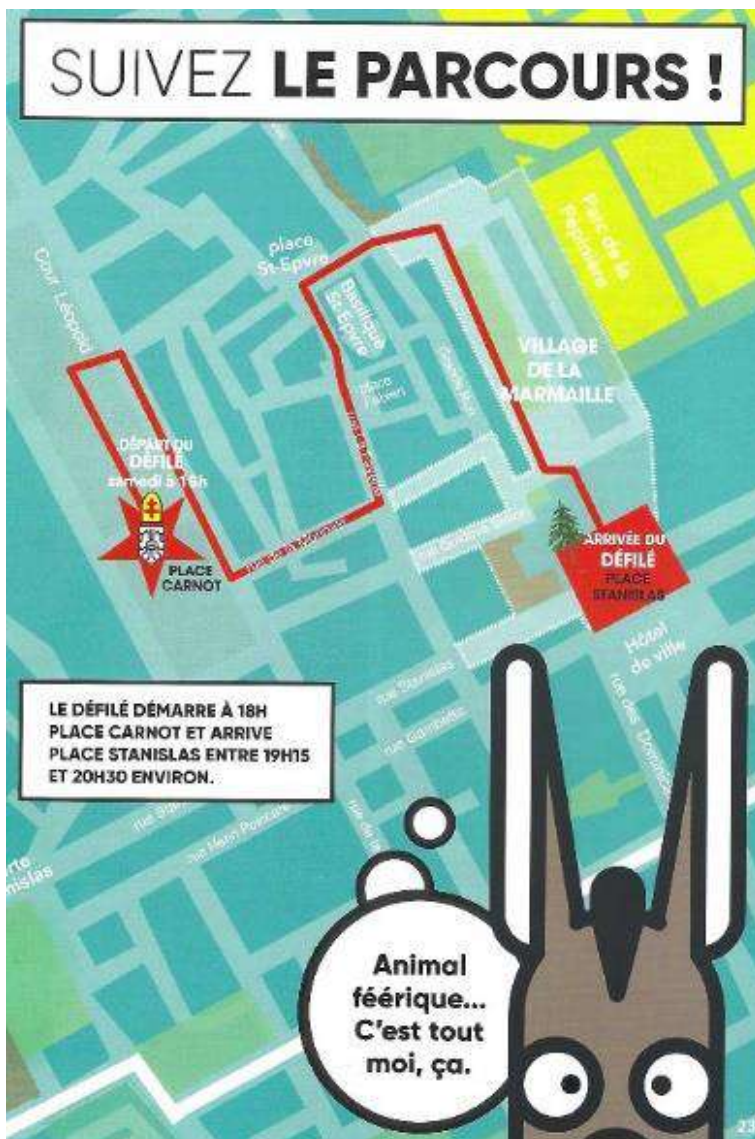 SUIVEZ LE PARCOURS !
Cour Léopold
place
St-Epvre
Basilique
St-Epvre
place
Grande Rue
Parc de la
Pépinière
VILLAGE
DE LA
MARMAILLE
DÉPART DU
DÉFILÉ
samedi à 18h
PLACE
CARNOT
ARRIVÉE DU
DÉFILÉ
PLACE
STANISLAS
Hôtel
de ville
rue Stanislas
rue Gambetta
rue des
LE DÉFILÉ DÉMARRE À 18H
PLACE CARNOT ET ARRIVE
PLACE STANISLAS ENTRE 19H15
ET 20H30 ENVIRON.
rue Henri Poincaré
Animal
féérique...
C'est tout
moi, ça.